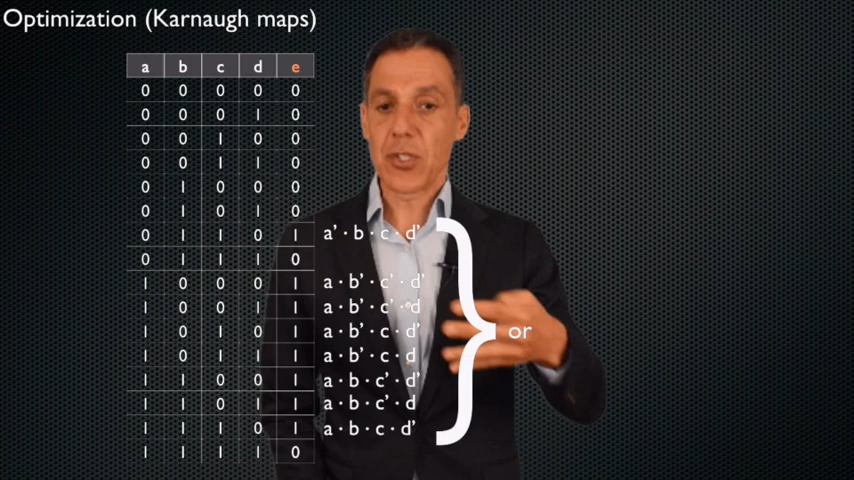 Optimization (Karnaugh maps)
a b c d e
0 0 0 0 0
0 0 0 1 0
0 0 1 0 0
0 0 1 1 0
0 1 0 0 0
0 1 0 1 0
0 1 1 0 1 a' · b · c · d'
0 1 1 1 0
1 0 0 0 1 a · b' · c' · d'
1 0 0 1 1 a · b' · c' · d
1 0 1 0 1 a · b' · c · d' or
1 0 1 1 1 a · b' · c · d
1 1 0 0 1 a · b · c' · d'
1 1 0 1 1 a · b · c' · d
1 1 1 0 1 a · b · c · d'
1 1 1 1 0